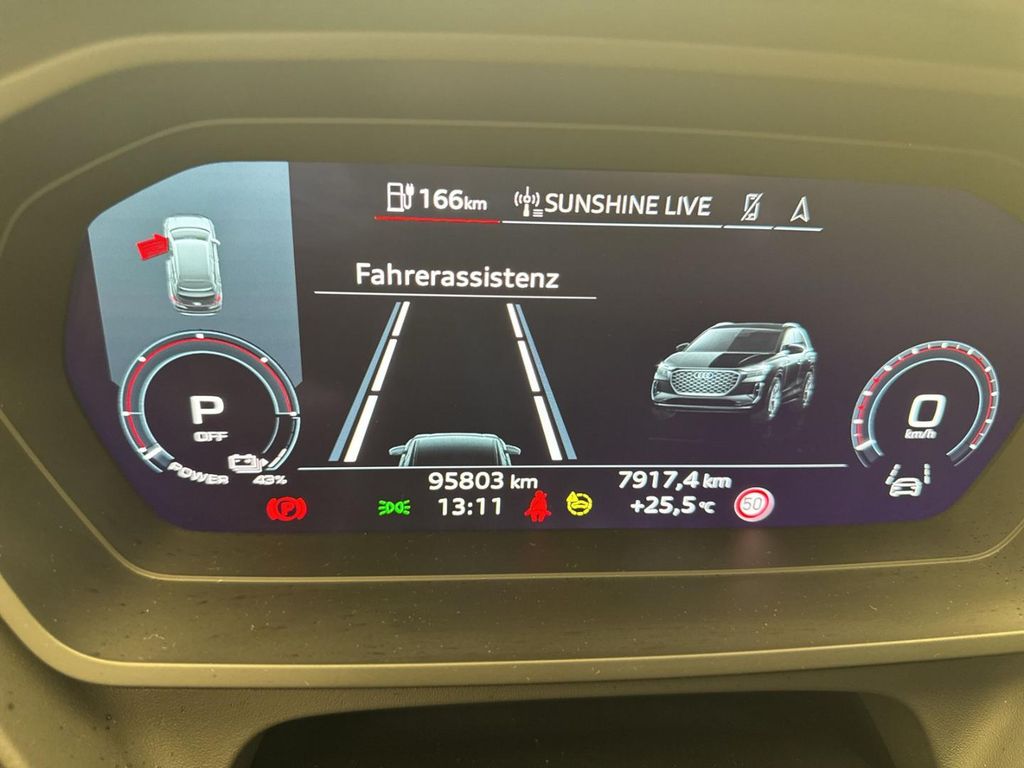 166km
SUNSHINE LIVE
Fahrerassistenz
P
OFF
POWER
43%
0
km/h
95803 km
7917,4 km
P
13:11
+25,5 °C
50